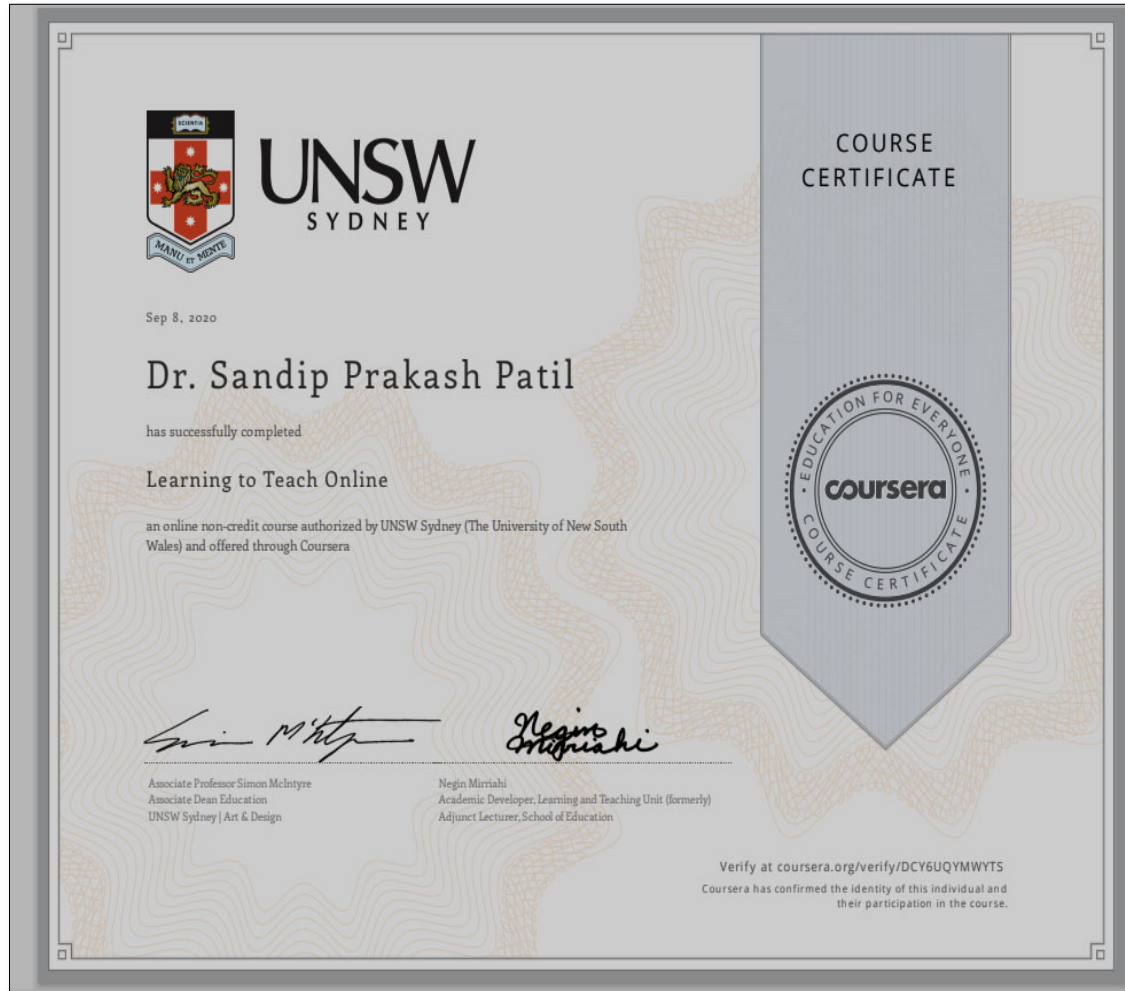 SCIENTIA
MANU ET MENTE
UNSW
SYDNEY
COURSE
CERTIFICATE
Sep 8, 2020
Dr. Sandip Prakash Patil
has successfully completed
Learning to Teach Online
an online non-credit course authorized by UNSW Sydney (The University of New South
Wales) and offered through Coursera
EDUCATION FOR EVERYONE
coursera
COURSE CERTIFICATE
Negin
Mirriahi
Associate Professor Simon McIntyre
Associate Dean Education
UNSW Sydney | Art & Design
Negin Mirriahi
Academic Developer, Learning and Teaching Unit (formerly)
Adjunct Lecturer, School of Education
Verify at coursera.org/verify/DCY6UQYMWYTS
Coursera has confirmed the identity of this individual and
their participation in the course.